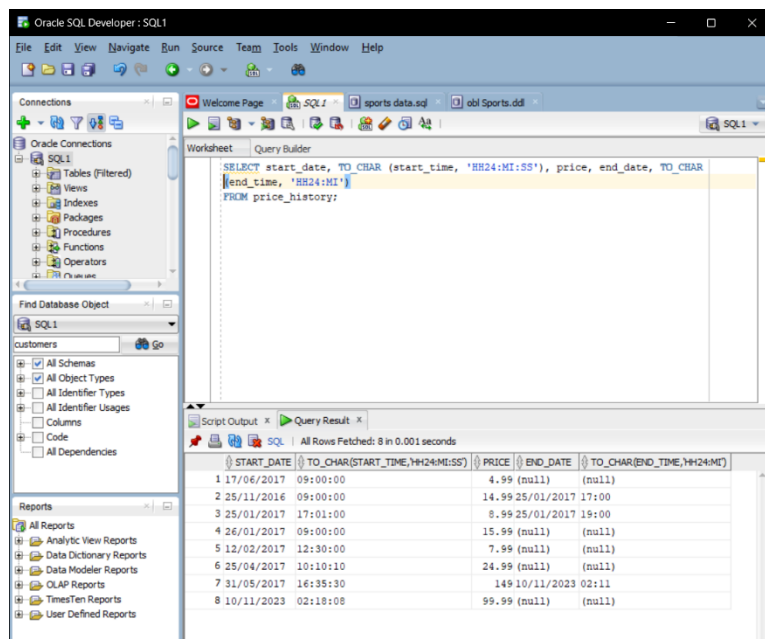 Oracle SQL Developer : SQL1
File Edit View Navigate Run Source Team Tools Window Help
Connections
Welcome Page SQL1 sports data.sql obl Sports.ddl
SQL1
Oracle Connections
SQL1
Tables (Filtered)
Views
Indexes
Packages
Procedures
Functions
Operators
Queues
Worksheet Query Builder
SELECT start_date, TO_CHAR (start_time, 'HH24:MI:SS'), price, end_date, TO_CHAR
(end_time, 'HH24:MI')
FROM price_history;
Find Database Object
SQL1
customers Go
All Schemas
All Object Types
All Identifier Types
All Identifier Usages
Columns
Code
All Dependencies
Reports
All Reports
Analytic View Reports
Data Dictionary Reports
Data Modeler Reports
OLAP Reports
TimesTen Reports
User Defined Reports
Script Output x Query Result x
SQL | All Rows Fetched: 8 in 0.001 seconds
START_DATE TO_CHAR(START_TIME,'HH24:MI:SS') PRICE END_DATE TO_CHAR(END_TIME,'HH24:MI')
1 17/06/2017 09:00:00 4.99 (null) (null)
2 25/11/2016 09:00:00 14.99 25/01/2017 17:00
3 25/01/2017 17:01:00 8.99 25/01/2017 19:00
4 26/01/2017 09:00:00 15.99 (null) (null)
5 12/02/2017 12:30:00 7.99 (null) (null)
6 25/04/2017 10:10:10 24.99 (null) (null)
7 31/05/2017 16:35:30 149 10/11/2023 02:11
8 10/11/2023 02:18:08 99.99 (null) (null)